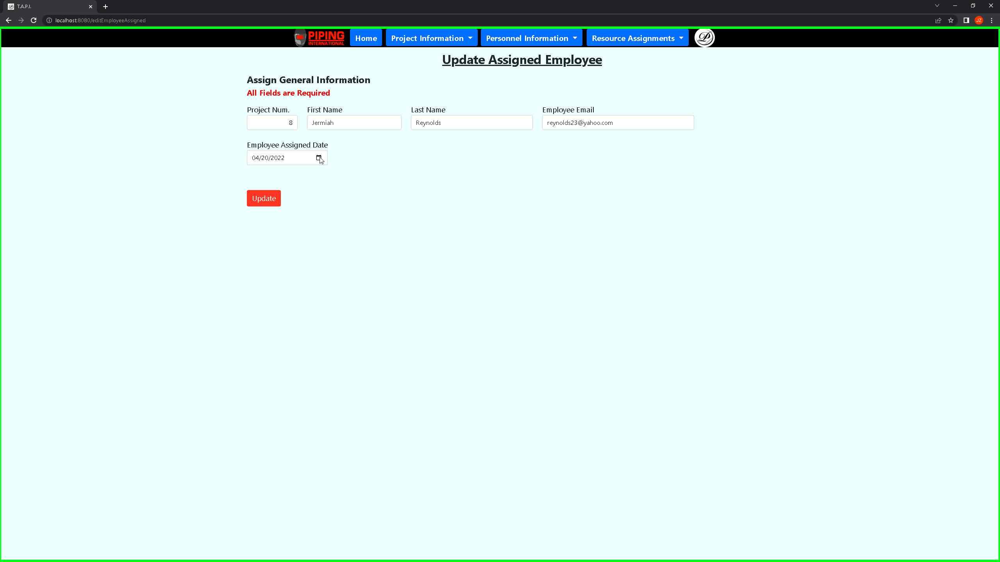 T.A.P.I.
localhost:8080/editEmployeeAssigned
JZ
PIPING
INTERNATIONAL
Home
Project Information
Personnel Information
Resource Assignments
Update Assigned Employee
Assign General Information
All Fields are Required
Project Num. First Name Last Name Employee Email
8 Jermiah Reynolds reynolds23@yahoo.com
Employee Assigned Date
04/20/2022
Update